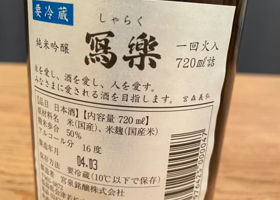 要冷蔵
しゃらく
純米吟醸
寫樂
一回火入
720㎖詰
米を愛し、酒を愛し、人を愛す。
みなさまに愛される酒を目指します。
宮森義弘
【品目 日本酒】【内容量 720㎖】
原材料名 米(国産)、米麹(国産米)
精米歩合 50%
アルコール分 16度
製造年月 04.03
要冷蔵(10℃以下で保存)
宮泉銘醸株式会社